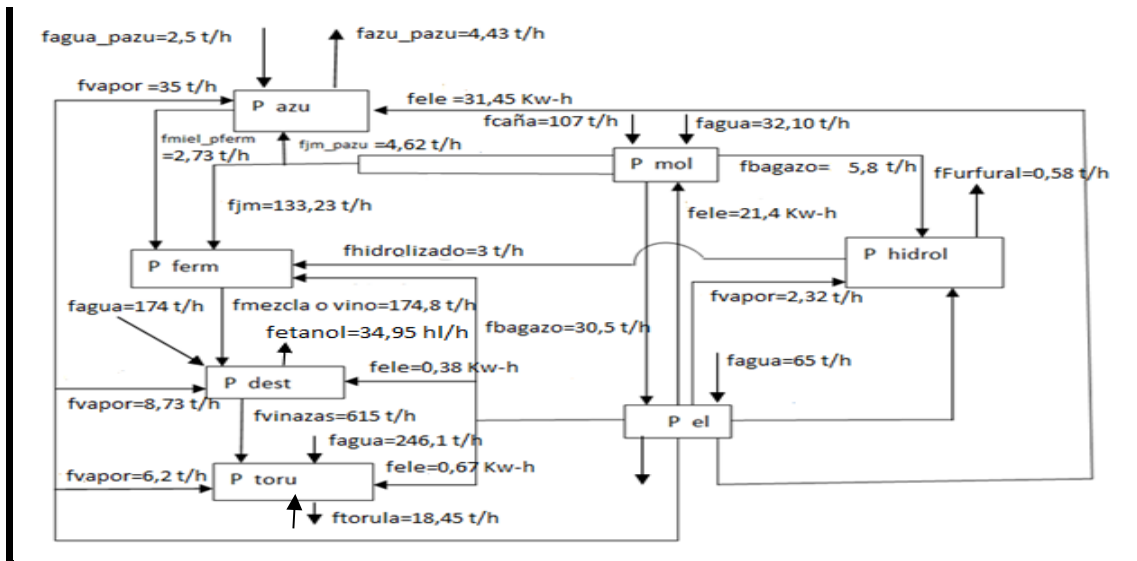 fagua_pazu=2,5 t/h
fazu_pazu=4,43 t/h
fvapor =35 t/h
P azu
fele =31,45 Kw-h
fcaña=107 t/h
fagua=32,10 t/h
fmiel_pferm
=2,73 t/h
fjm_pazu=4,62 t/h
P mol
fbagazo= 5,8 t/h
fFurfural=0,58 t/h
fjm=133,23 t/h
fele=21,4 Kw-h
P ferm
fhidrolizado=3 t/h
P hidrol
fagua=174 t/h
fmezcla o vino=174,8 t/h
fvapor=2,32 t/h
fetanol=34,95 hl/h
fbagazo=30,5 t/h
fagua=65 t/h
P dest
fele=0,38 Kw-h
fvapor=8,73 t/h
fvinazas=615 t/h
P el
fagua=246,1 t/h
fvapor=6,2 t/h
P toru
fele=0,67 Kw-h
ftorula=18,45 t/h